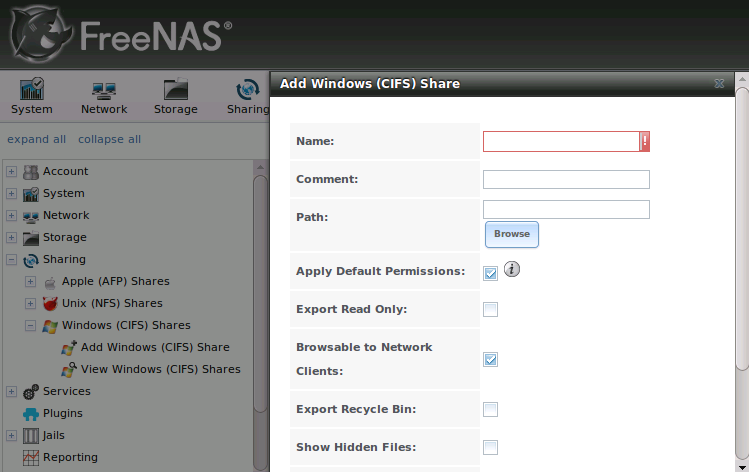 FreeNAS®
System
Network
Storage
Sharing
expand all
collapse all
Account
System
Network
Storage
Sharing
Apple (AFP) Shares
Unix (NFS) Shares
Windows (CIFS) Shares
Add Windows (CIFS) Share
View Windows (CIFS) Shares
Services
Plugins
Jails
Reporting
Add Windows (CIFS) Share
Name:
!
Comment:
Path:
Browse
Apply Default Permissions:
i
Export Read Only:
Browsable to Network
Clients:
Export Recycle Bin:
Show Hidden Files: